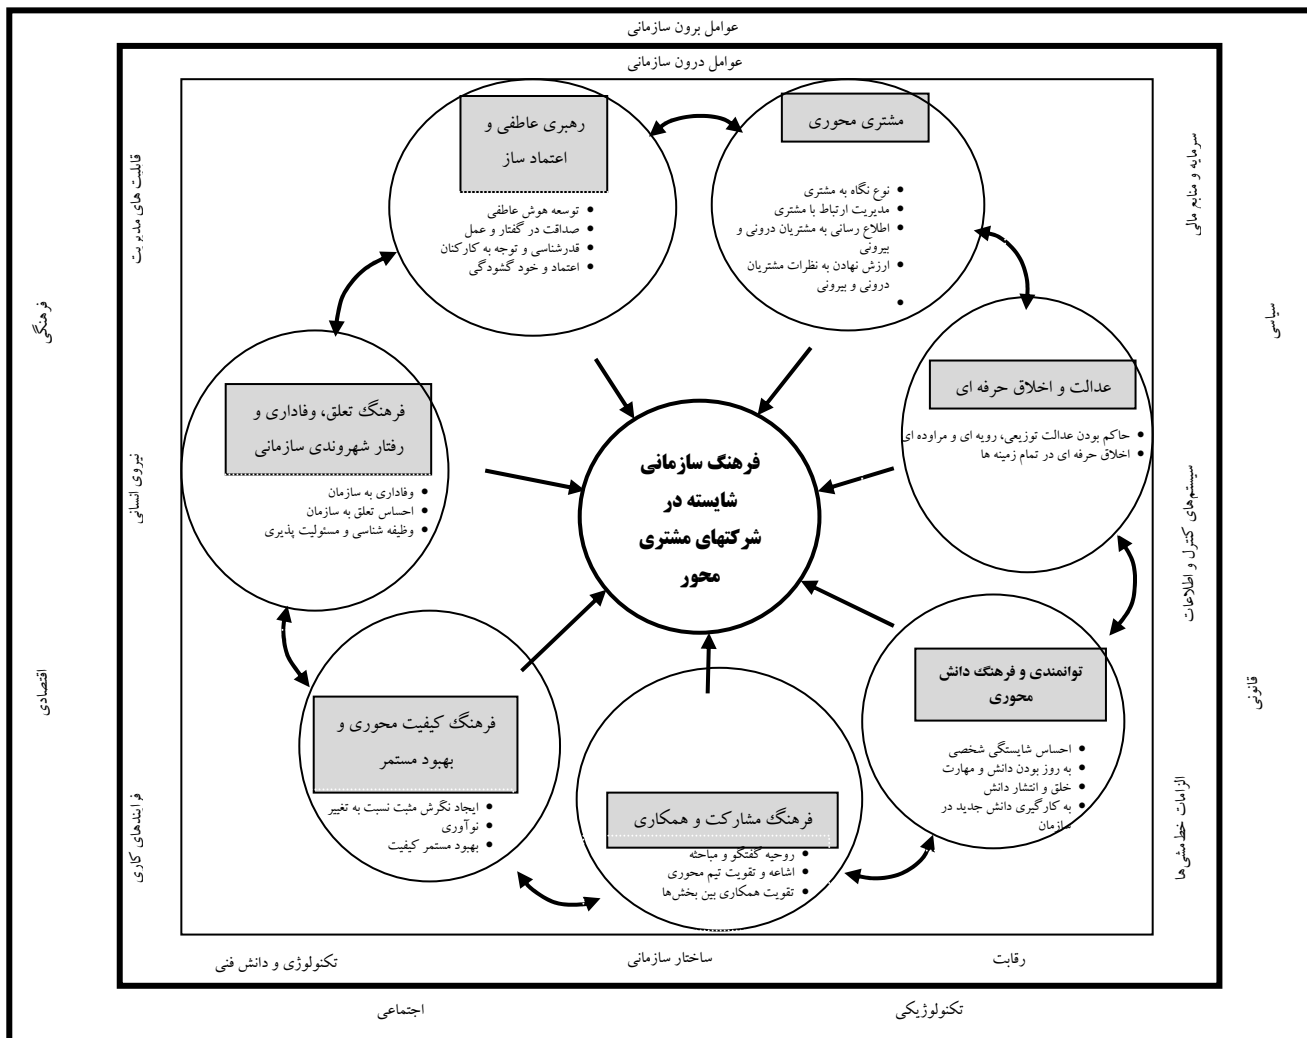 عوامل برون سازمانی
عوامل درون سازمانی
مشتری محوری
• نوع نگاه به مشتری
• مدیریت ارتباط با مشتری
• اطلاع رسانی به مشتریان درونی و
بیرونی
• ارزش نهادن به نظرات مشتریان
درونی و بیرونی
•
رهبری عاطفی و
اعتماد ساز
• توسعه هوش عاطفی
• صداقت در گفتار و عمل
• قدرشناسی و توجه به کارکنان
• اعتماد و خود گشودگی
عدالت و اخلاق حرفه ای
• حاکم بودن عدالت توزیعی، رویه ای و مراوده ای
• اخلاق حرفه ای در تمام زمینه ها
فرهنگ تعلق، وفاداری و
رفتار شهروندی سازمانی
• وفاداری به سازمان
• احساس تعلق به سازمان
• وظیفه شناسی و مسئولیت پذیری
فرهنگ سازمانی
شایسته در
شرکتهای مشتری
محور
توانمندی و فرهنگ دانش
محوری
• احساس شایستگی شخصی
• به روز بودن دانش و مهارت
• خلق و انتشار دانش
• به کارگیری دانش جدید در
سازمان
فرهنگ مشارکت و همکاری
• روحیه گفتگو و مباحثه
• اشاعه و تقویت تیم محوری
• تقویت همکاری بین بخش‌ها
فرهنگ کیفیت محوری و
بهبود مستمر
• ایجاد نگرش مثبت نسبت به تغییر
• نوآوری
• بهبود مستمر کیفیت
سرمایه و منابع مالی
سیستم‌های کنترل و اطلاعات
الزامات خط‌مشی‌ها
قابلیت های مدیریت
نیروی انسانی
فرایندهای کاری
رقابت
ساختار سازمانی
تکنولوژی و دانش فنی
سیاسی
قانونی
فرهنگی
اقتصادی
تکنولوژیکی
اجتماعی